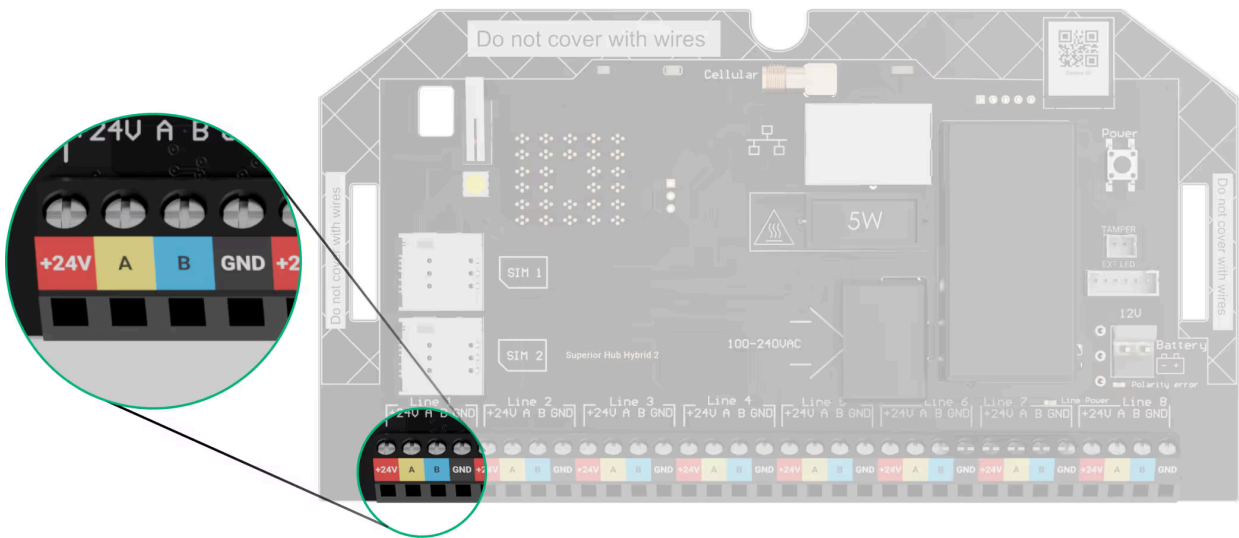 Do not cover with wires
Cellular
Device ID
Power
+24V A B G
+24V A B GND +2
Do not cover with wires
Do not cover with wires
5W
TAMPER
EXT LED
SIM 1
12V
100-240VAC
Battery
SIM 2
Superior Hub Hybrid 2
- +
Polarity error
Line 1 Line 2 Line 3 Line 4 Line 6 Line 7 Line Power Line 8
+24V A B GND +24V A B GND +24V A B GND +24V A B GND +24V A B GND +24V A B GND +24V A B GND +24V A B GND
+24V A B GND +24V A B GND +24V A B GND +24V A B GND +24V A B GND +24V A B GND +24V A B GND +24V A B GND